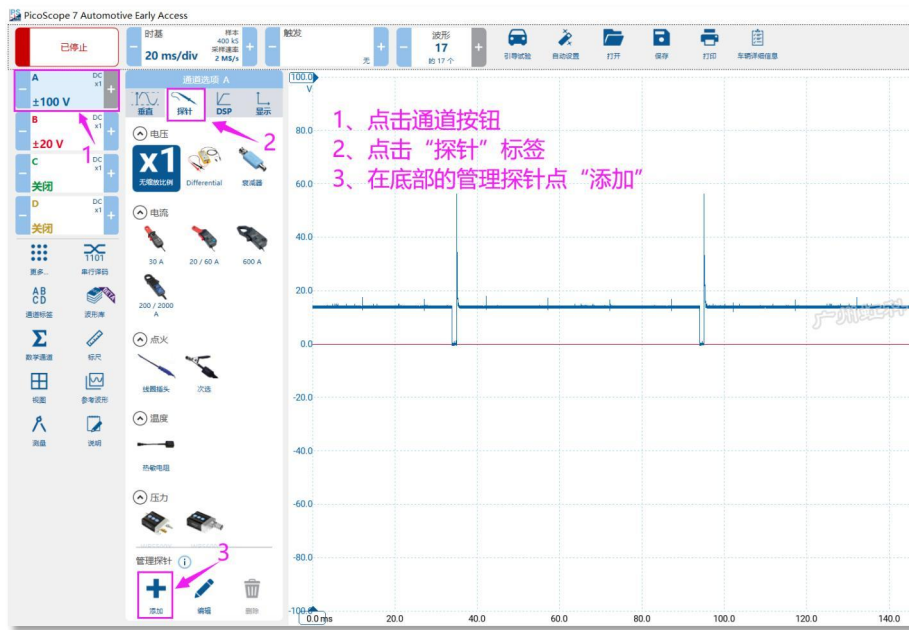 PicoScope 7 Automotive Early Access
已停止
时基
20 ms/div
样本
400 kS
采样速率
2 MS/s
触发
无
波形
17
的 17 个
引导试验
自动设置
打开
保存
打印
车辆详细信息
A
DC
x1
±100 V
B
DC
x1
±20 V
C
DC
x1
关闭
D
DC
x1
关闭
1
更多...
1101
串行译码
AB
CD
通道标签
BETA
波形库
数学通道
标尺
视图
参考波形
测量
说明
通道选项 A
垂直
探针
DSP
显示
2
电压
X1
无缩放比例
Differential
衰减器
电流
30 A
20 / 60 A
600 A
200 / 2000
A
点火
线圈插头
次选
温度
热敏电阻
压力
管理探针
3
添加
编辑
删除
1、点击通道按钮
2、点击“探针”标签
3、在底部的管理探针点“添加”
100.0
V
80.0
60.0
40.0
20.0
0.0
-20.0
-40.0
-60.0
-80.0
-100.0
0.0 ms
20.0
40.0
60.0
80.0
100.0
120.0
140.0
广州虹科